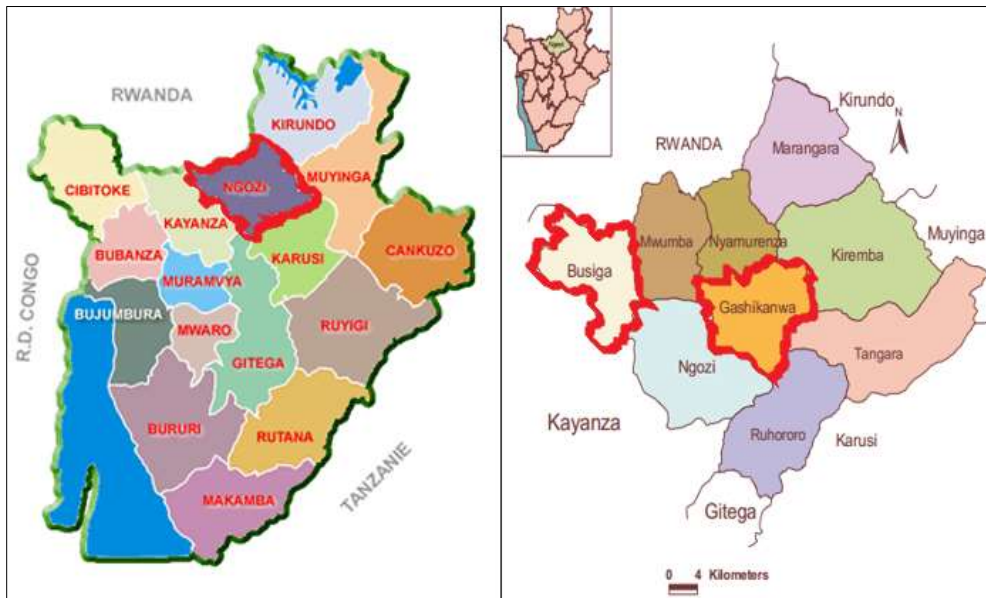 RWANDA
KIRUNDO
NGOZI
MUYINGA
CIBITOKE
KAYANZA
BUBANZA
KARUSI
CANKUZO
MURAMVYA
R.D. CONGO
BUJUMBURA
MWARO
RUYIGI
GITEGA
BURURI
RUTANA
MAKAMBA
TANZANIE
Kirundo
N
RWANDA
Marangara
Mwumba
Nyamurenza
Kiremba
Muyinga
Busiga
Gashikanwa
Tangara
Ngozi
Kayanza
Ruhororo
Karusi
Gitega
0 4 Kilometers